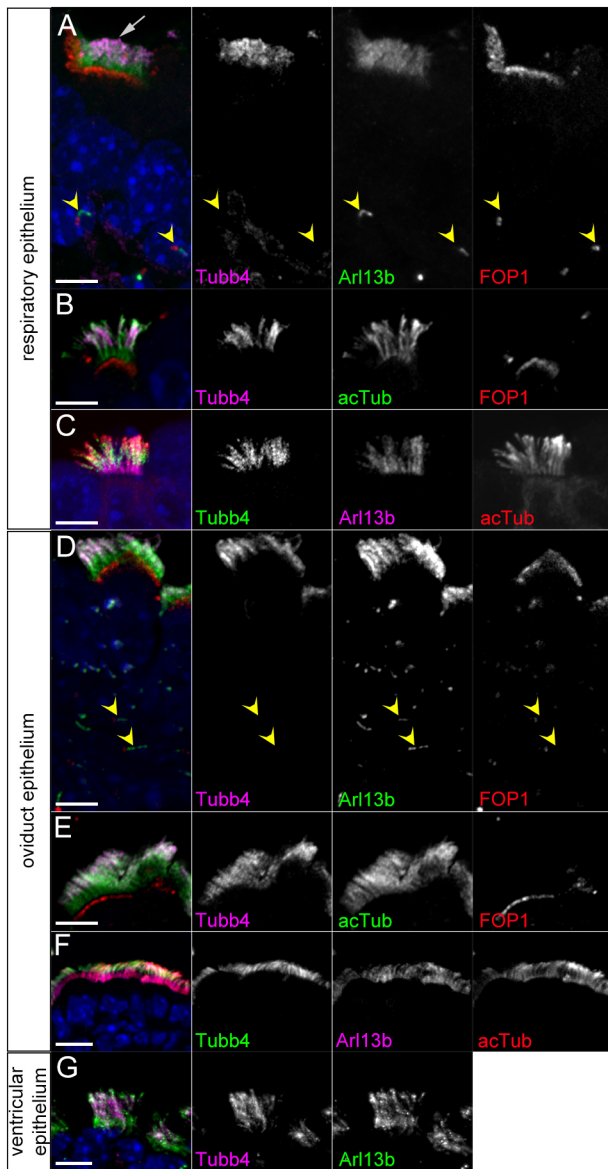 respiratory epithelium
A
Tubb4
Arl13b
FOP1
B
Tubb4
acTub
FOP1
C
Tubb4
Arl13b
acTub
oviduct epithelium
D
Tubb4
Arl13b
FOP1
E
Tubb4
acTub
FOP1
F
Tubb4
Arl13b
acTub
ventricular
epithelium
G
Tubb4
Arl13b